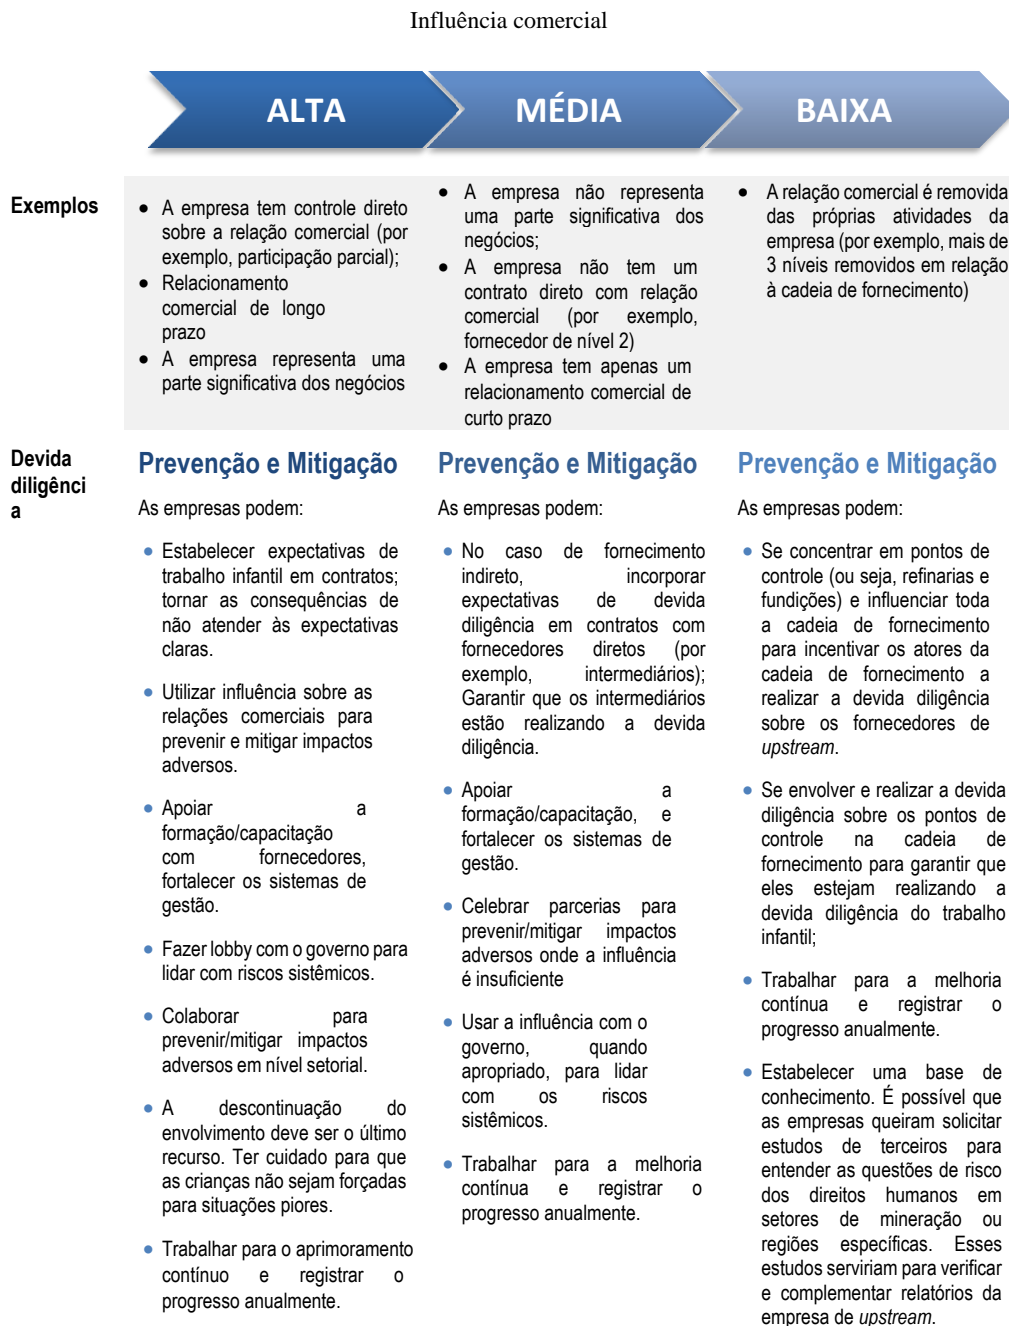 Influência comercial
ALTA
MÉDIA
BAIXA
Exemplos
● A empresa tem controle direto
sobre a relação comercial (por
exemplo, participação parcial);
● Relacionamento
comercial de longo
prazo
● A empresa representa uma
parte significativa dos negócios
● A empresa não representa
uma parte significativa dos
negócios;
● A empresa não tem um
contrato direto com relação
comercial (por exemplo,
fornecedor de nível 2)
● A empresa tem apenas um
relacionamento comercial de
curto prazo
● A relação comercial é removida
das próprias atividades da
empresa (por exemplo, mais de
3 níveis removidos em relação
à cadeia de fornecimento)
Devida
diligênci
a
Prevenção e Mitigação
As empresas podem:
● Estabelecer expectativas de
trabalho infantil em contratos;
tornar as consequências de
não atender às expectativas
claras.
● Utilizar influência sobre as
relações comerciais para
prevenir e mitigar impactos
adversos.
● Apoiar a
formação/capacitação
com fornecedores,
fortalecer os sistemas de
gestão.
● Fazer lobby com o governo para
lidar com riscos sistêmicos.
● Colaborar para
prevenir/mitigar impactos
adversos em nível setorial.
● A descontinuação do
envolvimento deve ser o último
recurso. Ter cuidado para que
as crianças não sejam forçadas
para situações piores.
● Trabalhar para o aprimoramento
contínuo e registrar o
progresso anualmente.
Prevenção e Mitigação
As empresas podem:
● No caso de fornecimento
indireto, incorporar
expectativas de devida
diligência em contratos com
fornecedores diretos (por
exemplo, intermediários);
Garantir que os intermediários
estão realizando a devida
diligência.
● Apoiar a
formação/capacitação, e
fortalecer os sistemas de
gestão.
● Celebrar parcerias para
prevenir/mitigar impactos
adversos onde a influência
é insuficiente
● Usar a influência com o
governo, quando
apropriado, para lidar
com os riscos
sistêmicos.
● Trabalhar para a melhoria
contínua e registrar o
progresso anualmente.
Prevenção e Mitigação
As empresas podem:
● Se concentrar em pontos de
controle (ou seja, refinarias e
fundições) e influenciar toda
a cadeia de fornecimento
para incentivar os atores da
cadeia de fornecimento a
realizar a devida diligência
sobre os fornecedores de
upstream.
● Se envolver e realizar a devida
diligência sobre os pontos de
controle na cadeia de
fornecimento para garantir que
eles estejam realizando a
devida diligência do trabalho
infantil;
● Trabalhar para a melhoria
contínua e registrar o
progresso anualmente.
● Estabelecer uma base de
conhecimento. É possível que
as empresas queiram solicitar
estudos de terceiros para
entender as questões de risco
dos direitos humanos em
setores de mineração ou
regiões específicas. Esses
estudos serviriam para verificar
e complementar relatórios da
empresa de upstream.